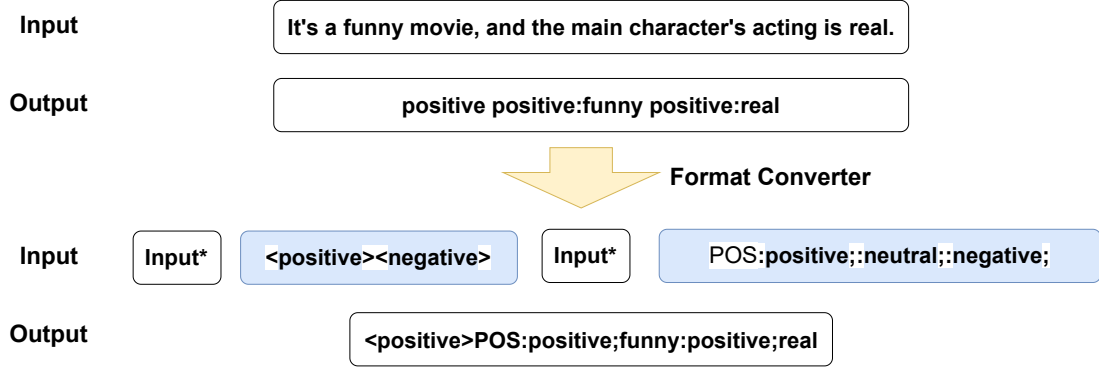 Input
It's a funny movie, and the main character's acting is real.
Output
positive positive:funny positive:real
Format Converter
Input
Input*
<positive><negative>
Input*
POS:positive;:neutral;:negative;
Output
<positive>POS:positive;funny:positive;real